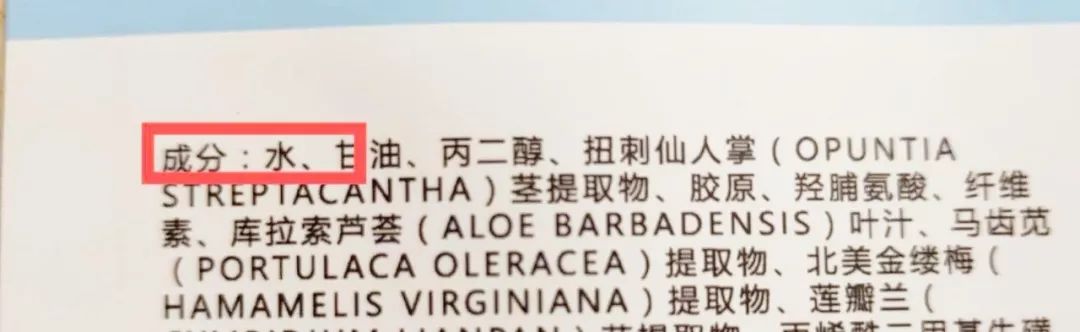 成分：水、甘油、丙二醇、扭刺仙人掌（OPUNTIA
STREPTACANTHA）茎提取物、胶原、羟脯氨酸、纤维
素、库拉索芦荟（ALOE BARBADENSIS）叶汁、马齿苋
（PORTULACA OLERACEA）提取物、北美金缕梅（
HAMAMELIS VIRGINIANA）提取物、莲瓣兰（